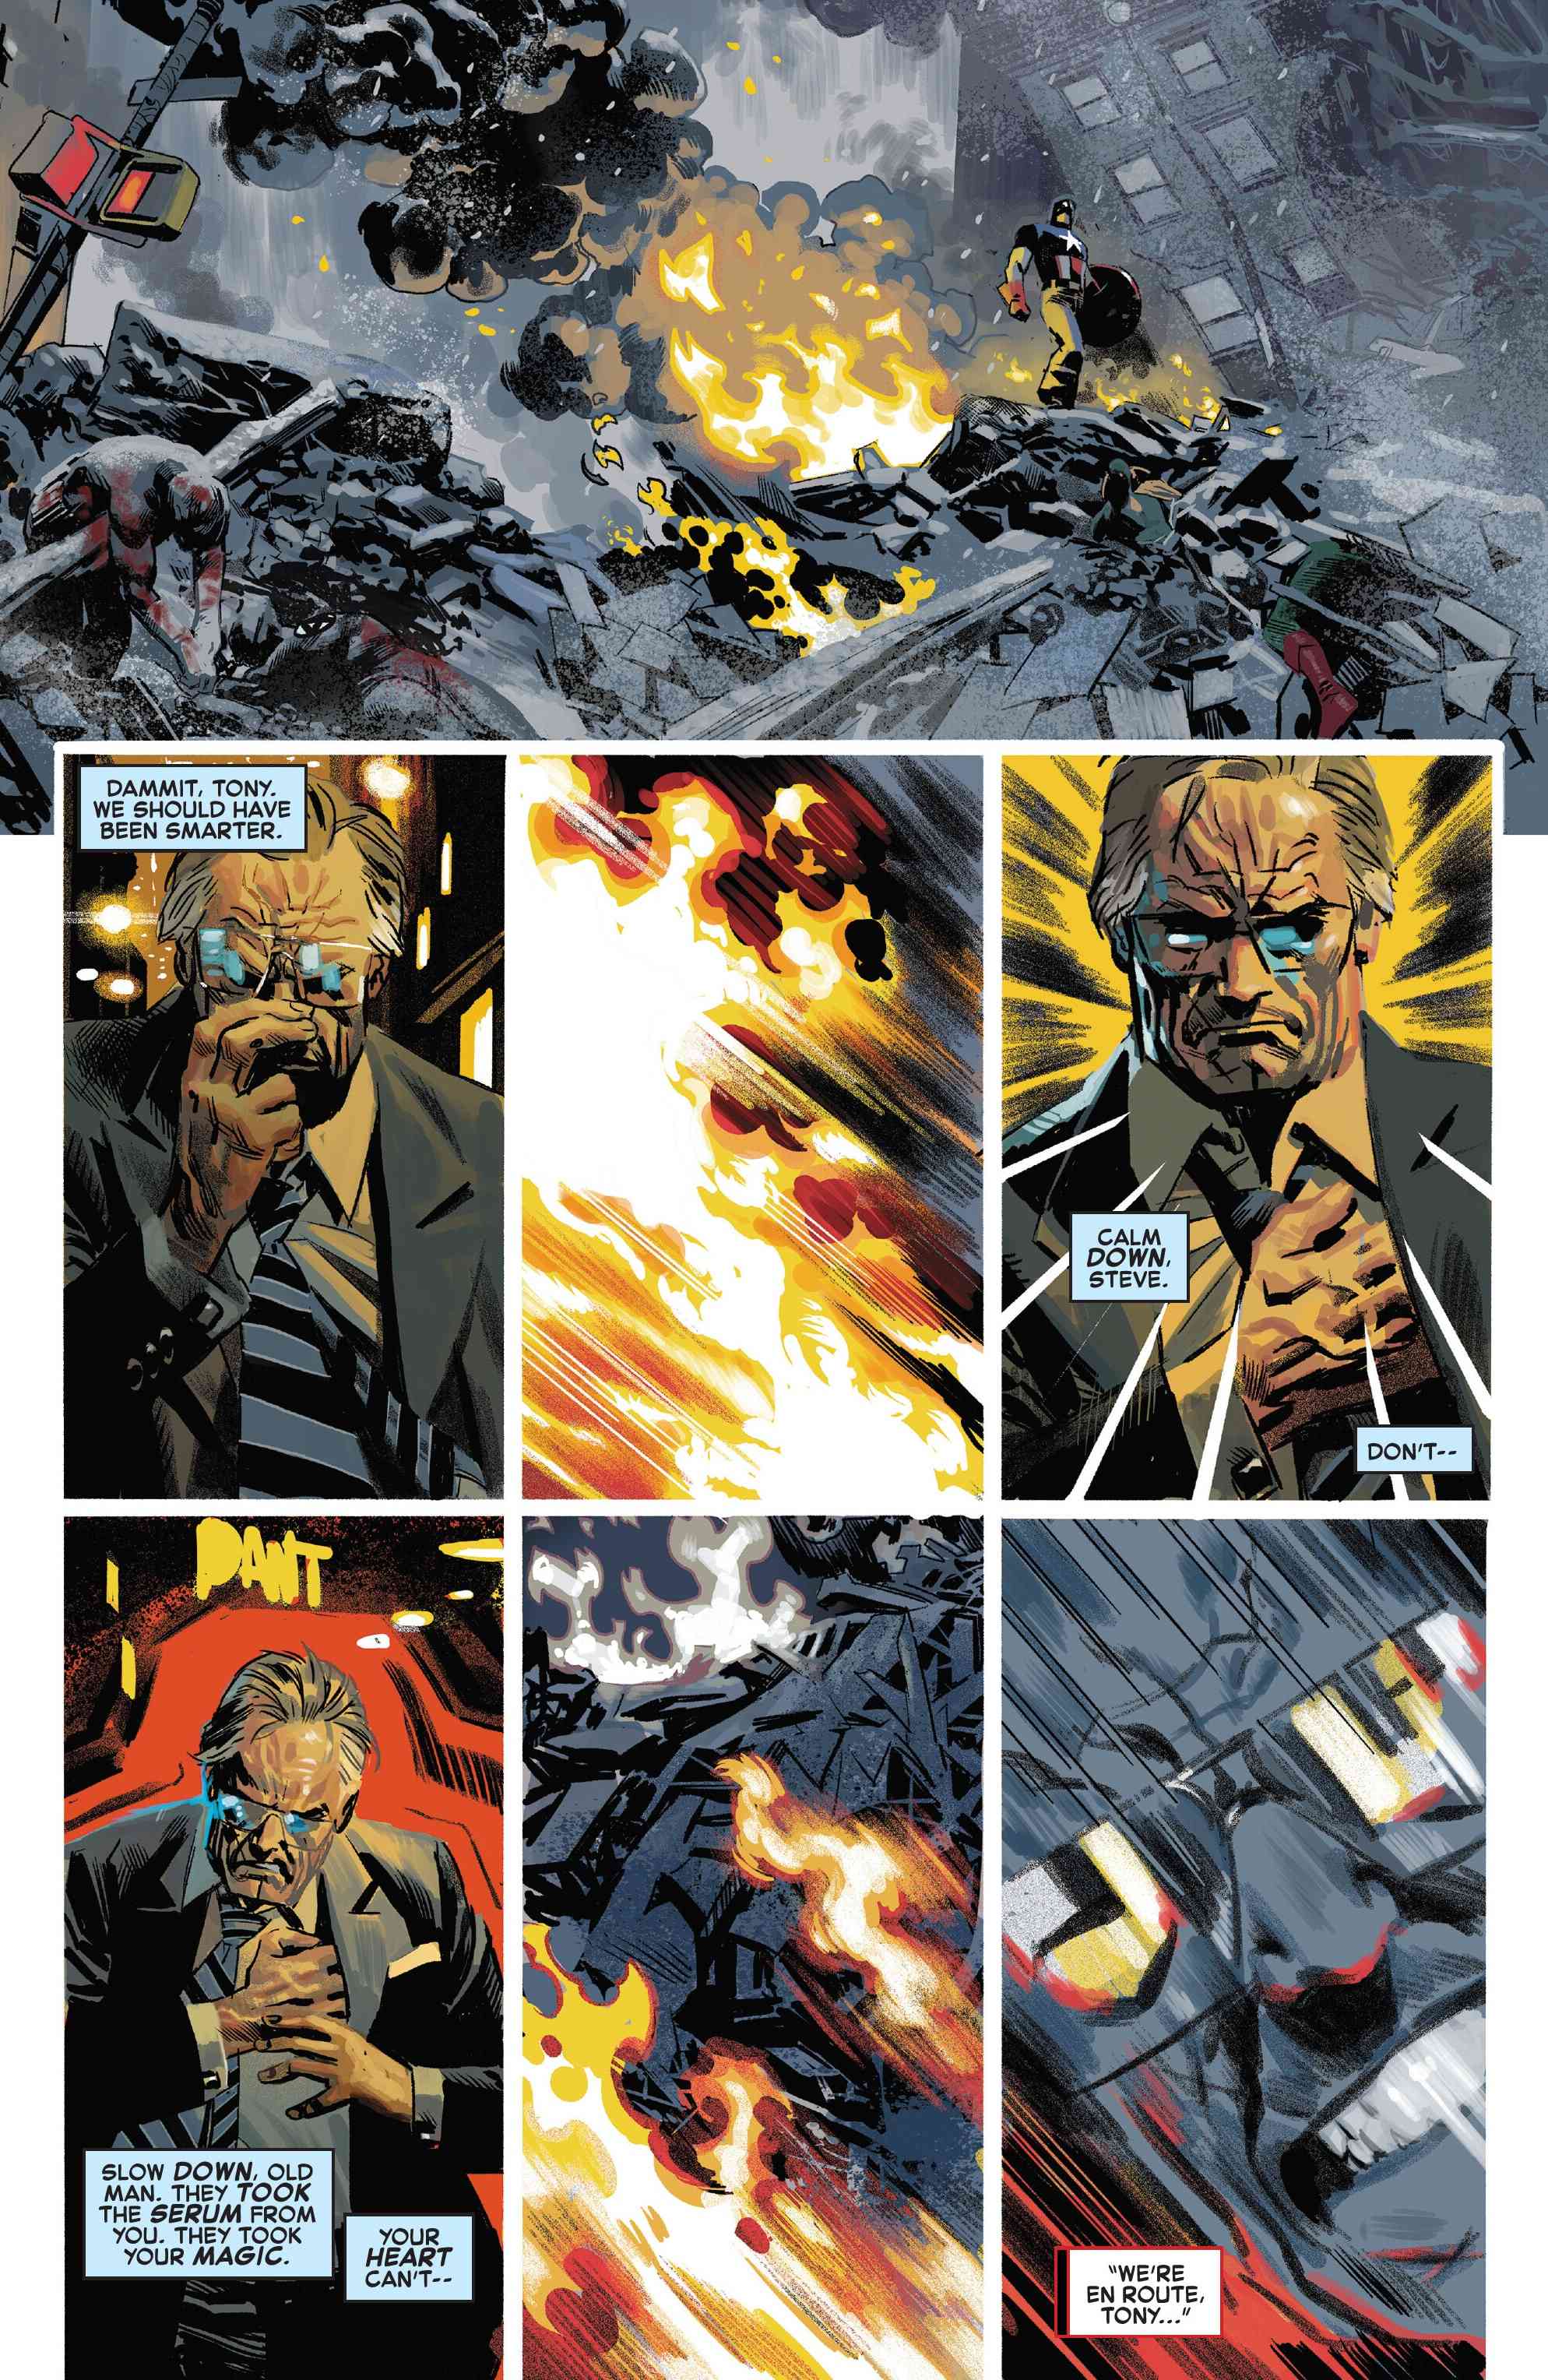 DAMMIT, TONY.
WE SHOULD HAVE
BEEN SMARTER.
CALM
DOWN,
STEVE.
DON'T--
PANT
SLOW DOWN, OLD
MAN. THEY TOOK
THE SERUM FROM
YOU. THEY TOOK
YOUR MAGIC.
YOUR
HEART
CAN'T--
"WE'RE
EN ROUTE,
TONY..."